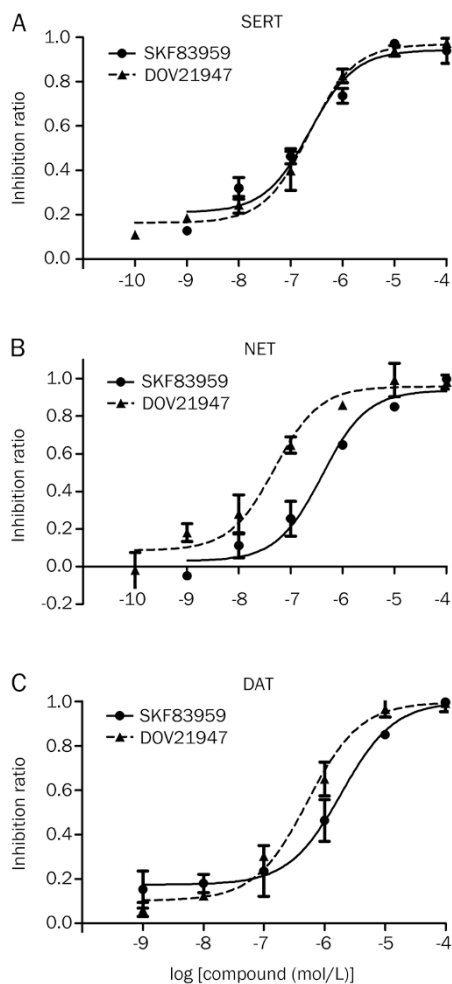 A
SERT
SKF83959
DOV21947
Inhibition ratio
1.0
0.8
0.6
0.4
0.2
0.0
-10 -9 -8 -7 -6 -5 -4
B
NET
SKF83959
DOV21947
Inhibition ratio
1.0
0.8
0.6
0.4
0.2
0.0
-0.2
-10 -9 -8 -7 -6 -5 -4
C
DAT
SKF83959
DOV21947
Inhibition ratio
1.0
0.8
0.6
0.4
0.2
0.0
-9 -8 -7 -6 -5 -4
log [compound (mol/L)]